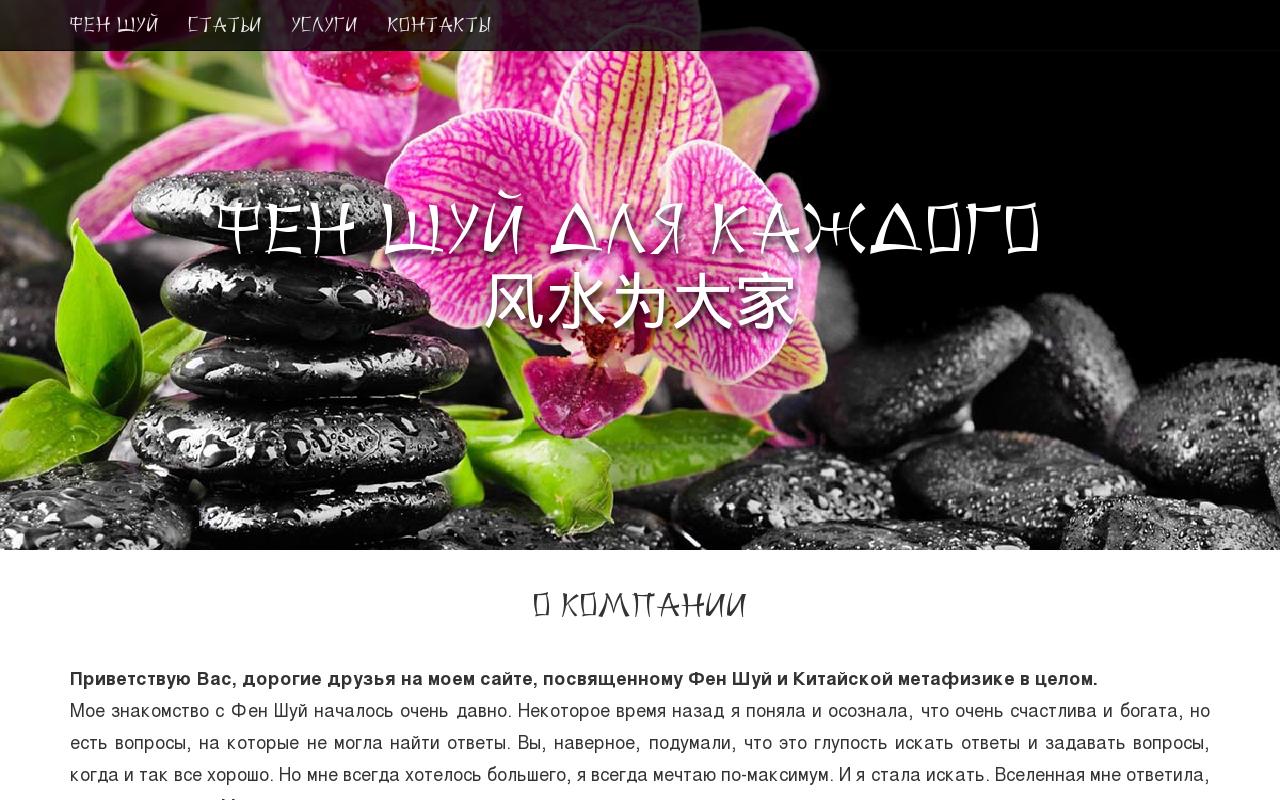 ФЕН ШУЙ СТАТЬИ УСЛУГИ КОНТАКТЫ
ФЕН ШУЙ ДЛЯ КАЖДОГО
风水为大家
О КОМПАНИИ
Приветствую Вас, дорогие друзья на моем сайте, посвященному Фен Шуй и Китайской метафизике в целом.
Мое знакомство с Фен Шуй началось очень давно. Некоторое время назад я поняла и осознала, что очень счастлива и богата, но
есть вопросы, на которые не могла найти ответы. Вы, наверное, подумали, что это глупость искать ответы и задавать вопросы,
когда и так все хорошо. Но мне всегда хотелось большего, я всегда мечтаю по-максимум. И я стала искать. Вселенная мне ответила,